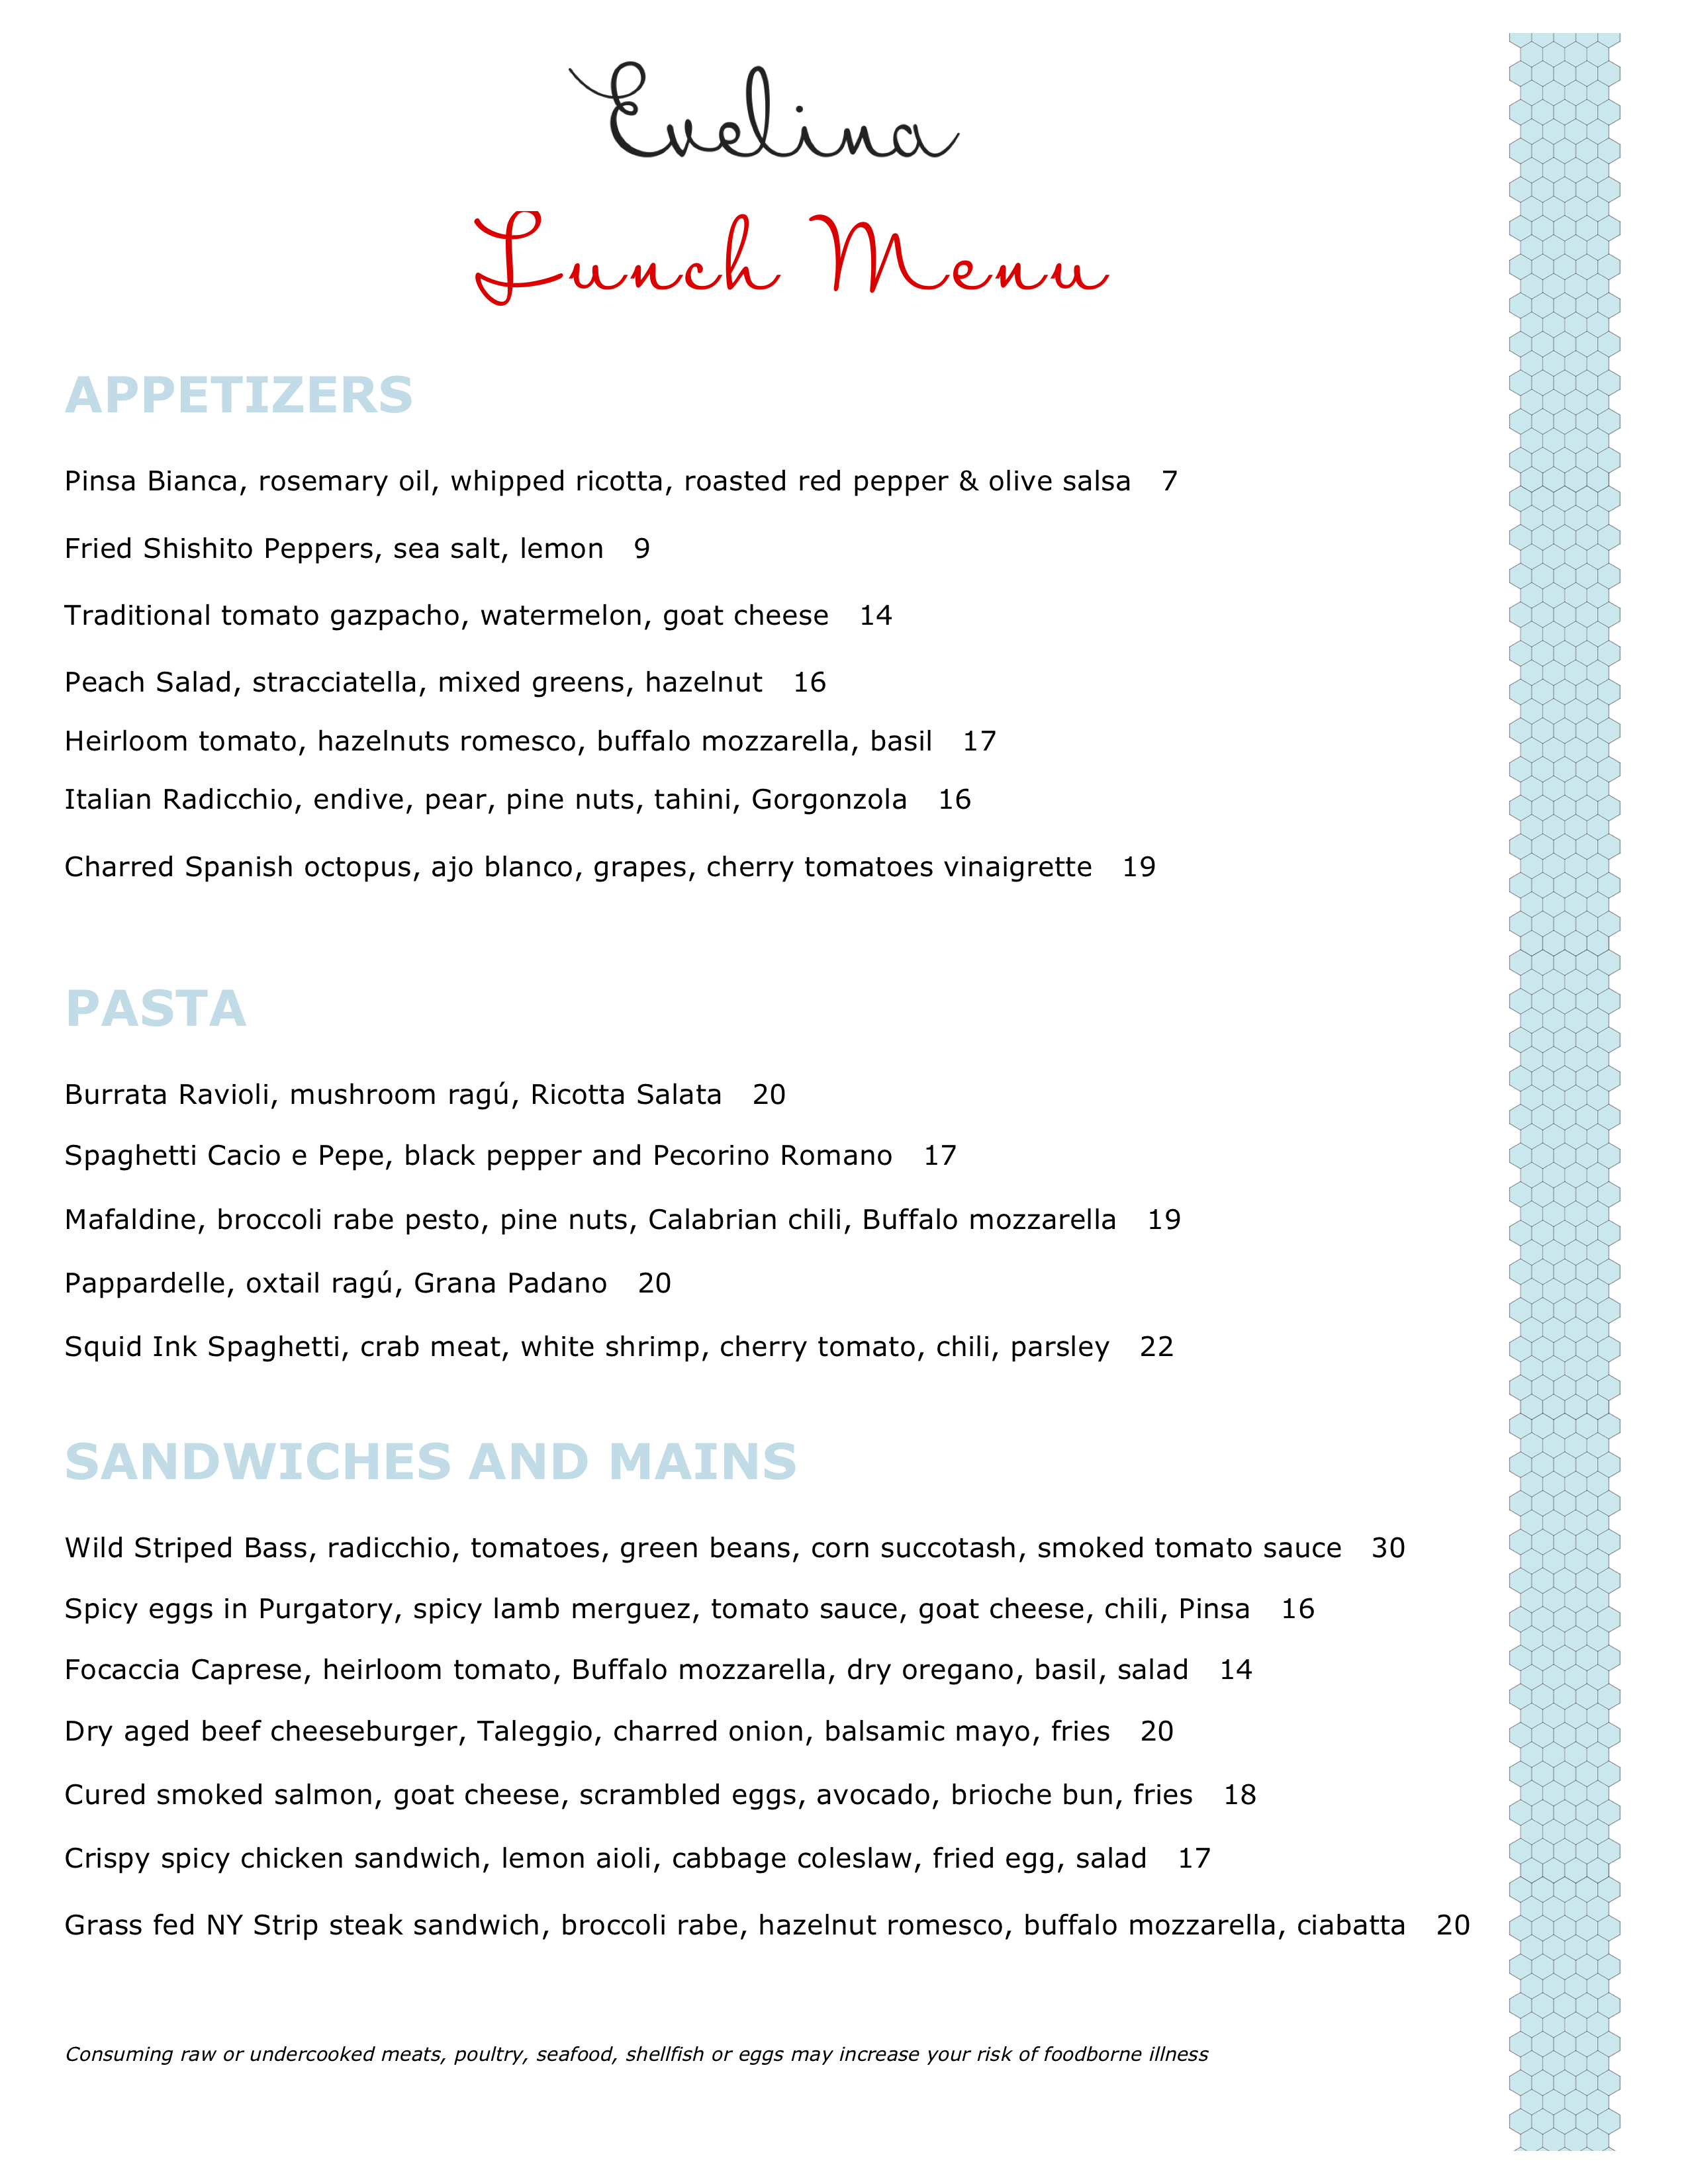 Evelina
Lunch Menu
APPETIZERS
Pinsa Bianca, rosemary oil, whipped ricotta, roasted red pepper & olive salsa 7
Fried Shishito Peppers, sea salt, lemon 9
Traditional tomato gazpacho, watermelon, goat cheese 14
Peach Salad, stracciatella, mixed greens, hazelnut 16
Heirloom tomato, hazelnuts romesco, buffalo mozzarella, basil 17
Italian Radicchio, endive, pear, pine nuts, tahini, Gorgonzola 16
Charred Spanish octopus, ajo blanco, grapes, cherry tomatoes vinaigrette 19
PASTA
Burrata Ravioli, mushroom ragú, Ricotta Salata 20
Spaghetti Cacio e Pepe, black pepper and Pecorino Romano 17
Mafaldine, broccoli rabe pesto, pine nuts, Calabrian chili, Buffalo mozzarella 19
Pappardelle, oxtail ragú, Grana Padano 20
Squid Ink Spaghetti, crab meat, white shrimp, cherry tomato, chili, parsley 22
SANDWICHES AND MAINS
Wild Striped Bass, radicchio, tomatoes, green beans, corn succotash, smoked tomato sauce 30
Spicy eggs in Purgatory, spicy lamb merguez, tomato sauce, goat cheese, chili, Pinsa 16
Focaccia Caprese, heirloom tomato, Buffalo mozzarella, dry oregano, basil, salad 14
Dry aged beef cheeseburger, Taleggio, charred onion, balsamic mayo, fries 20
Cured smoked salmon, goat cheese, scrambled eggs, avocado, brioche bun, fries 18
Crispy spicy chicken sandwich, lemon aioli, cabbage coleslaw, fried egg, salad 17
Grass fed NY Strip steak sandwich, broccoli rabe, hazelnut romesco, buffalo mozzarella, ciabatta 20
Consuming raw or undercooked meats, poultry, seafood, shellfish or eggs may increase your risk of foodborne illness